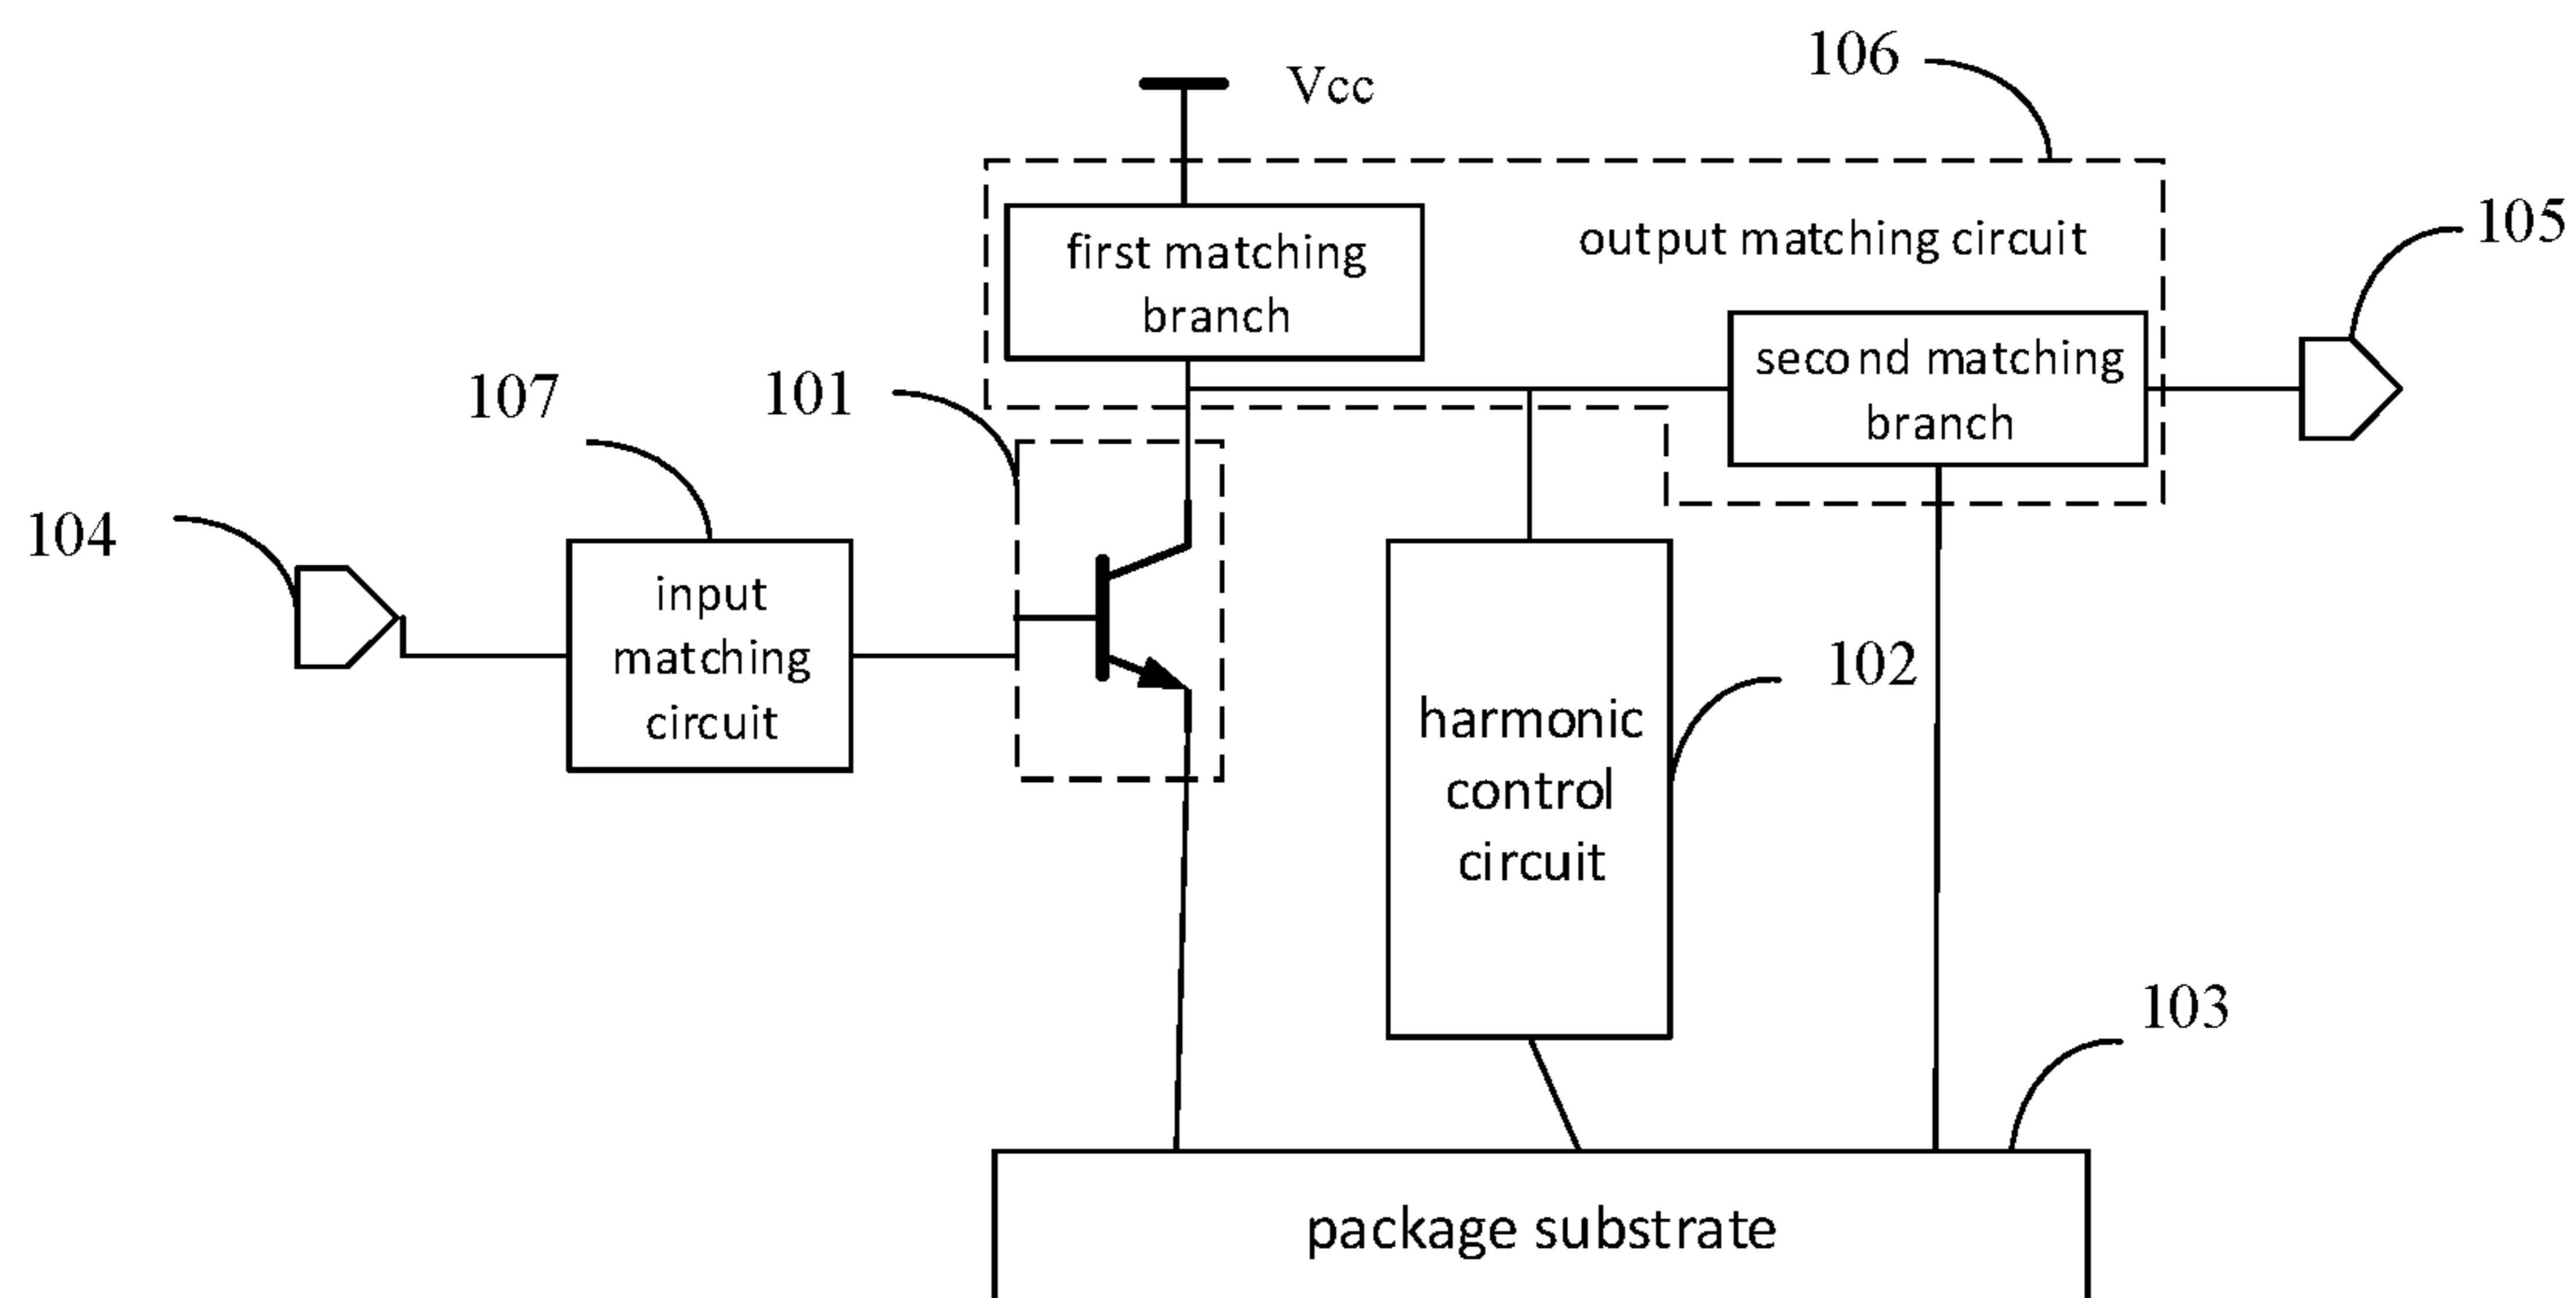 106
Vcc
105
first matching
branch
output matching circuit
second matching
branch
107
101
104
input
matching
circuit
102
harmonic
control
circuit
103
package substrate